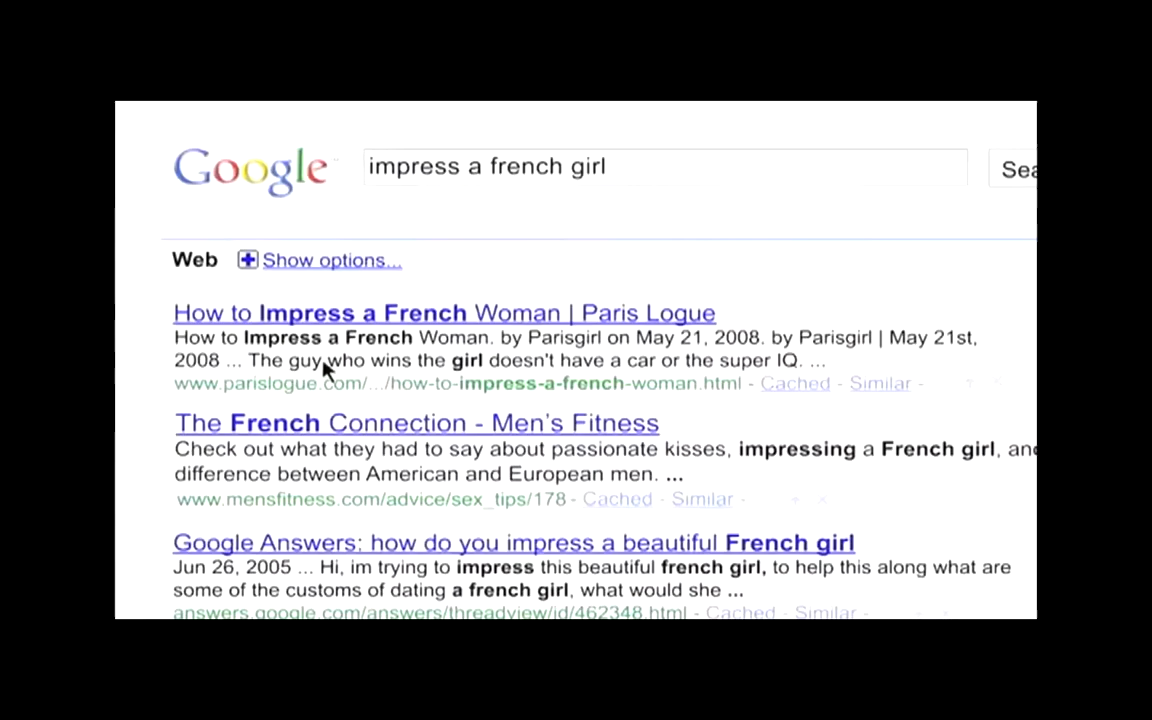 Google impress a french girl
Web Show options...
How to Impress a French Woman | Paris Logue
How to Impress a French Woman. by Parisgirl on May 21, 2008. by Parisgirl | May 21st,
2008 ... The guy who wins the girl doesn't have a car or the super IQ. ...
www.parislogue.com/.../how-to-impress-a-french-woman.html - Cached - Similar -
The French Connection - Men's Fitness
Check out what they had to say about passionate kisses, impressing a French girl, and
difference between American and European men. ...
www.mensfitness.com/advice/sex_tips/178 - Cached - Similar -
Google Answers: how do you impress a beautiful French girl
Jun 26, 2005 ... Hi, im trying to impress this beautiful french girl, to help this along what are
some of the customs of dating a french girl, what would she ...
answers.google.com/answers/threadview/id/462348.html - Cached - Similar -